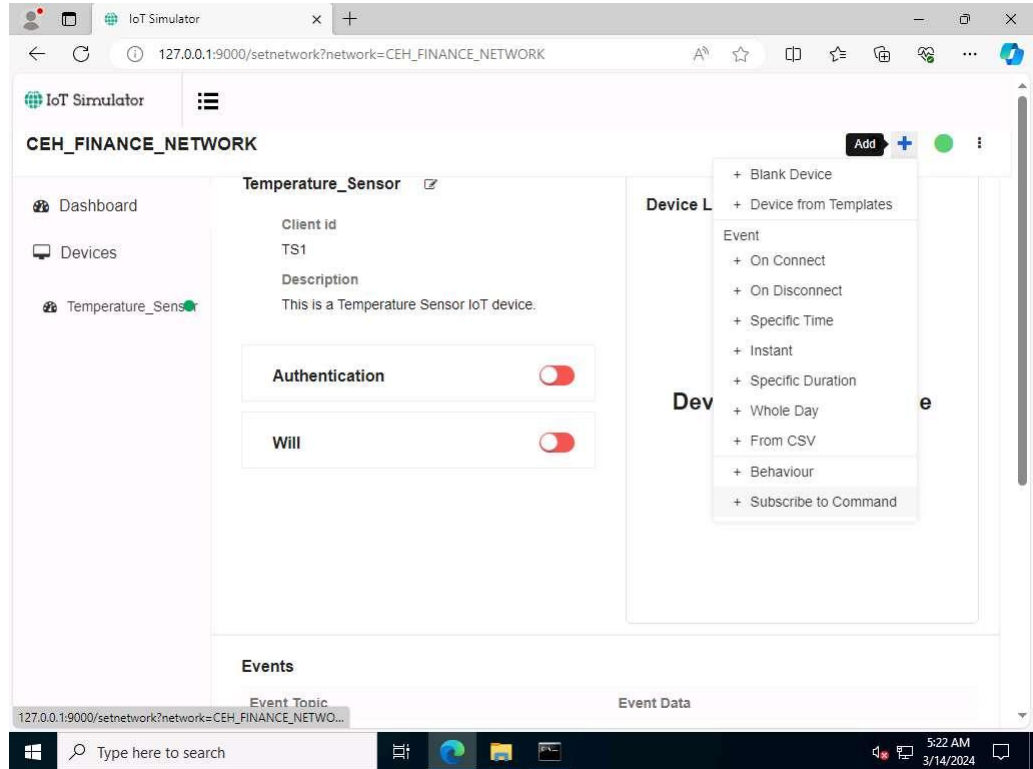 IoT Simulator
127.0.0.1:9000/setnetwork?network=CEH_FINANCE_NETWORK
IoT Simulator
CEH_FINANCE_NETWORK
Add
Dashboard
Devices
Temperature_Sensor
Temperature_Sensor
Client id
TS1
Description
This is a Temperature Sensor IoT device.
Authentication
Will
Device L
Dev e
+ Blank Device
+ Device from Templates
Event
+ On Connect
+ On Disconnect
+ Specific Time
+ Instant
+ Specific Duration
+ Whole Day
+ From CSV
+ Behaviour
+ Subscribe to Command
Events
Event Topic Event Data
127.0.0.1:9000/setnetwork?network=CEH_FINANCE_NETWO...
Type here to search
5:22 AM
3/14/2024